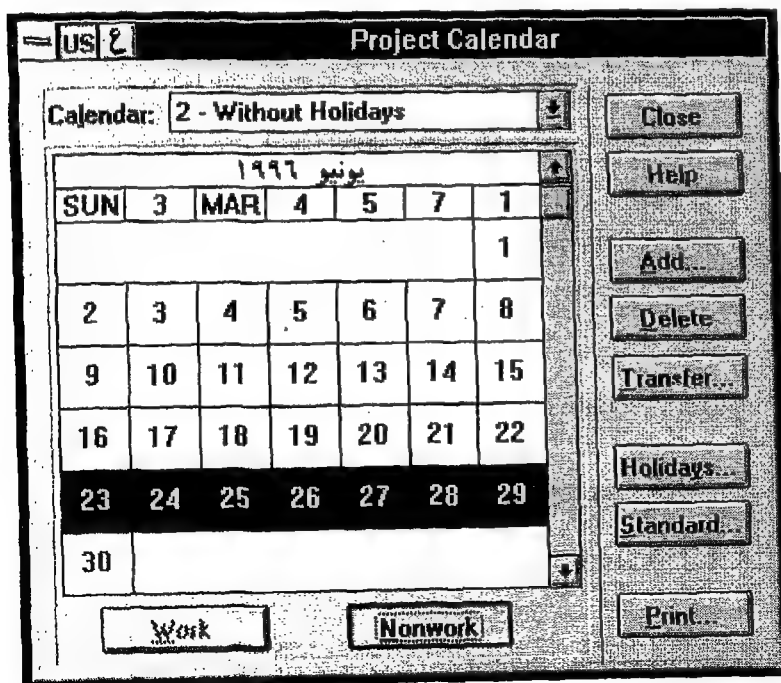 US ع Project Calendar
Calendar: 2 - Without Holidays
Close
Help
يونيو ١٩٩٦
SUN 3 MAR 4 5 7 1
1
2 3 4 5 6 7 8
9 10 11 12 13 14 15
16 17 18 19 20 21 22
23 24 25 26 27 28 29
30
Add...
Delete
Transfer...
Holidays...
Standard...
Print...
Work Nonwork